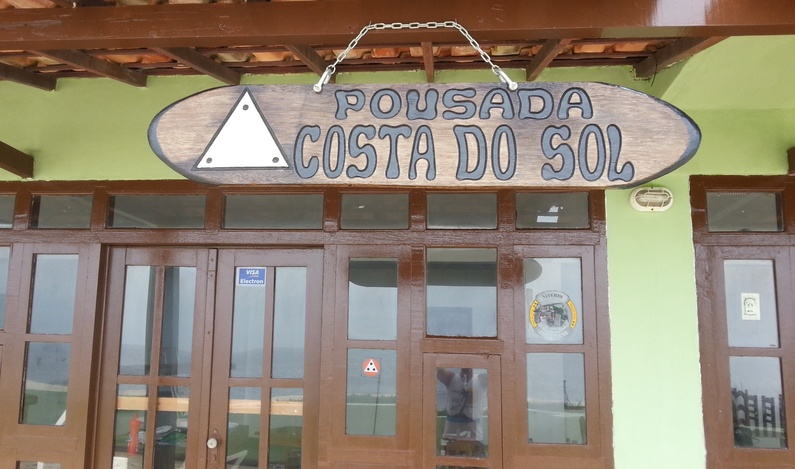 POUSADA
COSTA DO SOL
VISA
Electron